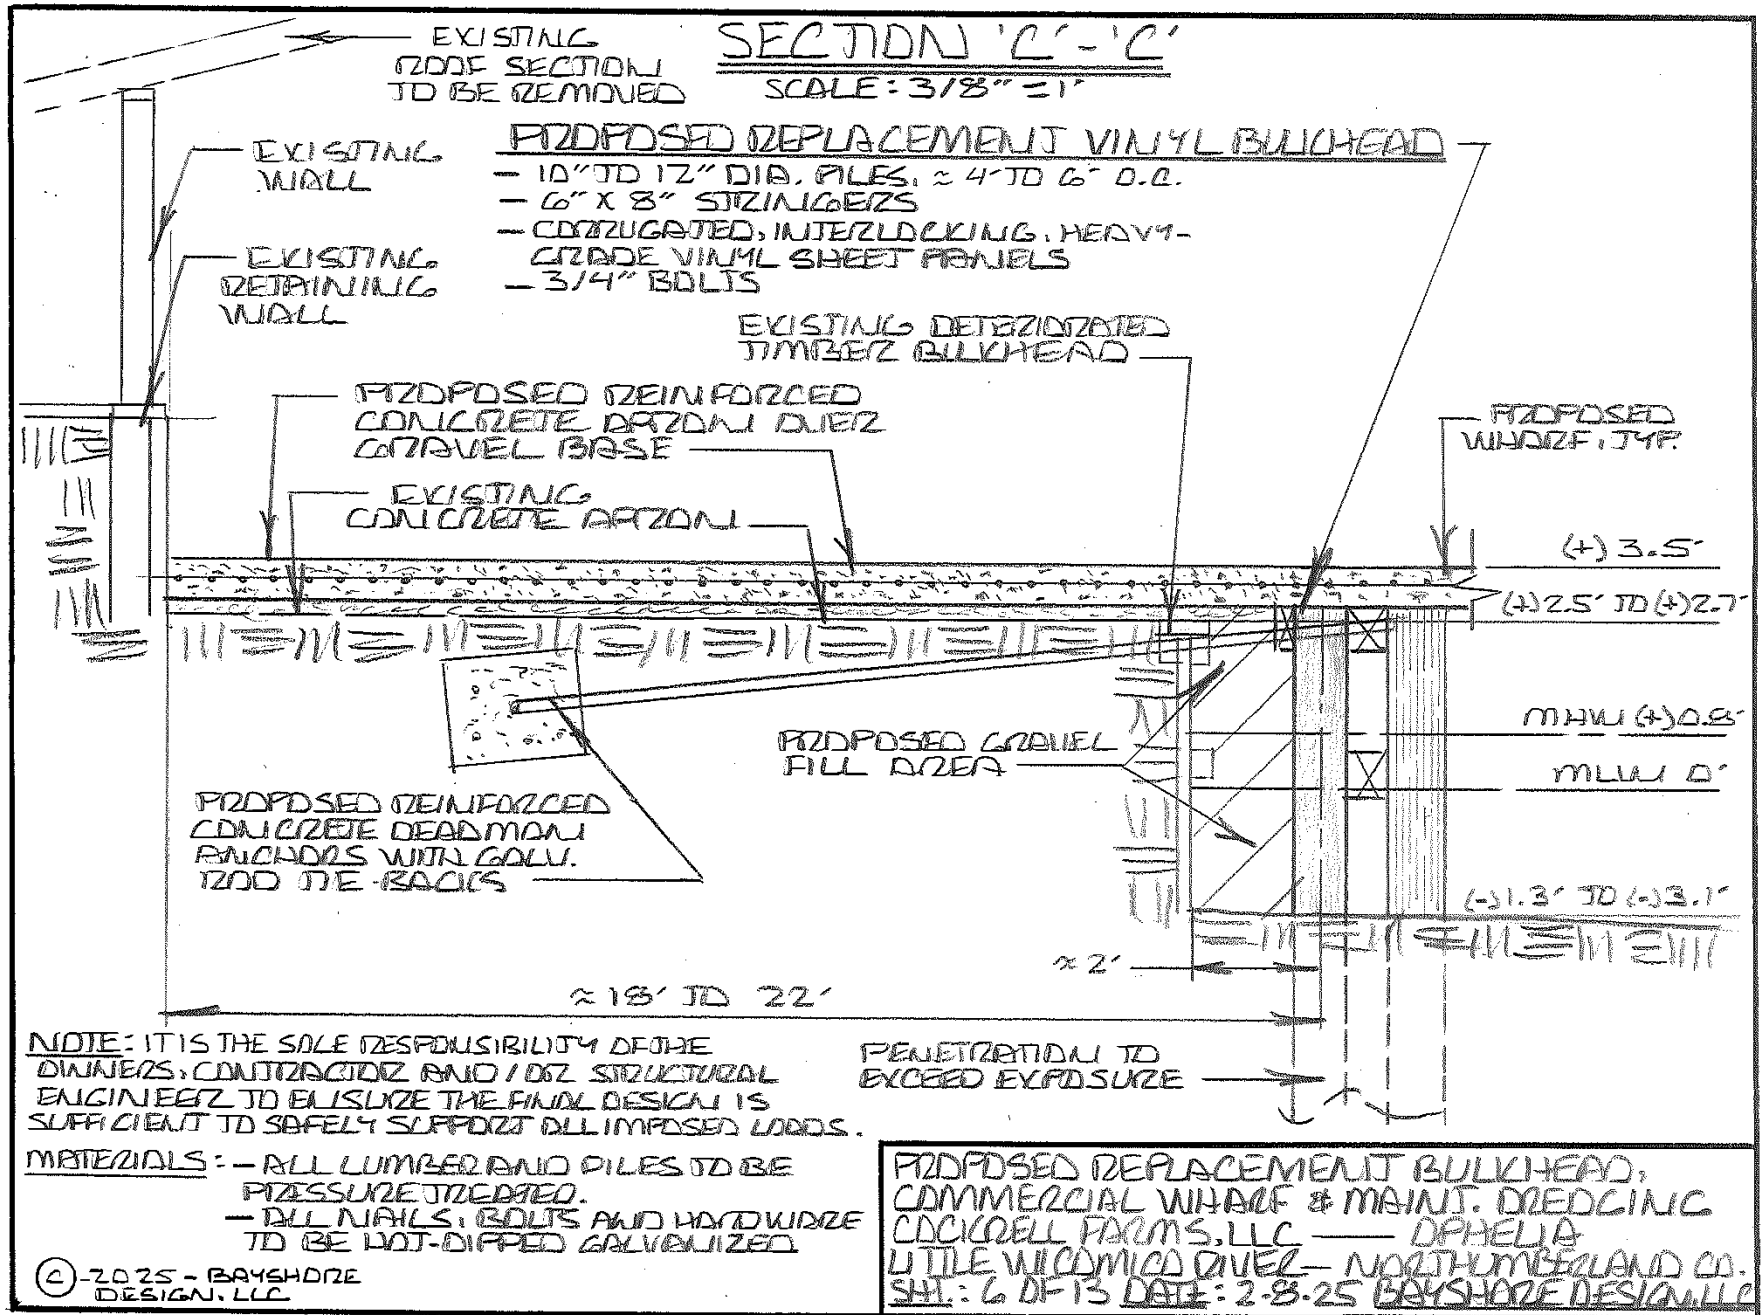 SECTION 'C'-'C'
SCALE: 3/8" = 1'
EXISTING
ROOF SECTION
TO BE REMOVED
EXISTING
WALL
EXISTING
RETAINING
WALL
PROPOSED REPLACEMENT VINYL BULKHEAD
- 10" TO 12" DIA. PILES, ≈ 4' TO 6' O.C.
- 6" X 8" STRINGERS
- CORRUGATED, INTERLOCKING, HEAVY-
GRADE VINYL SHEET PANELS
- 3/4" BOLTS
EXISTING DETERIORATED
TIMBER BULKHEAD
PROPOSED REINFORCED
CONCRETE APRON OVER
GRAVEL BASE
EXISTING
CONCRETE APRON
PROPOSED
WHARF, TYP.
(+) 3.5'
(+) 2.5' TO (+) 2.7'
MHW (+) 0.8'
MLW 0'
(-) 1.3' TO (-) 3.1'
PROPOSED GRAVEL
FILL AREA
PROPOSED REINFORCED
CONCRETE DEADMAN
ANCHORS WITH GALV.
ROD TIE-BACKS
≈ 2'
≈ 18' TO 22'
PENETRATION TO
EXCEED EXPOSURE
NOTE: IT IS THE SOLE RESPONSIBILITY OF THE
OWNERS, CONTRACTOR AND/OR STRUCTURAL
ENGINEER TO ENSURE THE FINAL DESIGN IS
SUFFICIENT TO SAFELY SUPPORT ALL IMPOSED LOADS.
MATERIALS: - ALL LUMBER AND PILES TO BE
PRESSURE TREATED.
- ALL NAILS, BOLTS AND HARDWARE
TO BE HOT-DIPPED GALVANIZED
© -2025- BAYSHORE
DESIGN, LLC
PROPOSED REPLACEMENT BULKHEAD,
COMMERCIAL WHARF & MAINT. DREDGING
COCKRELL FARMS, LLC — OPHELIA
LITTLE WICOMICO RIVER — NORTHUMBERLAND CO.
SHT.: 6 OF 13 DATE: 2-8-25 BAYSHORE DESIGN, LLC